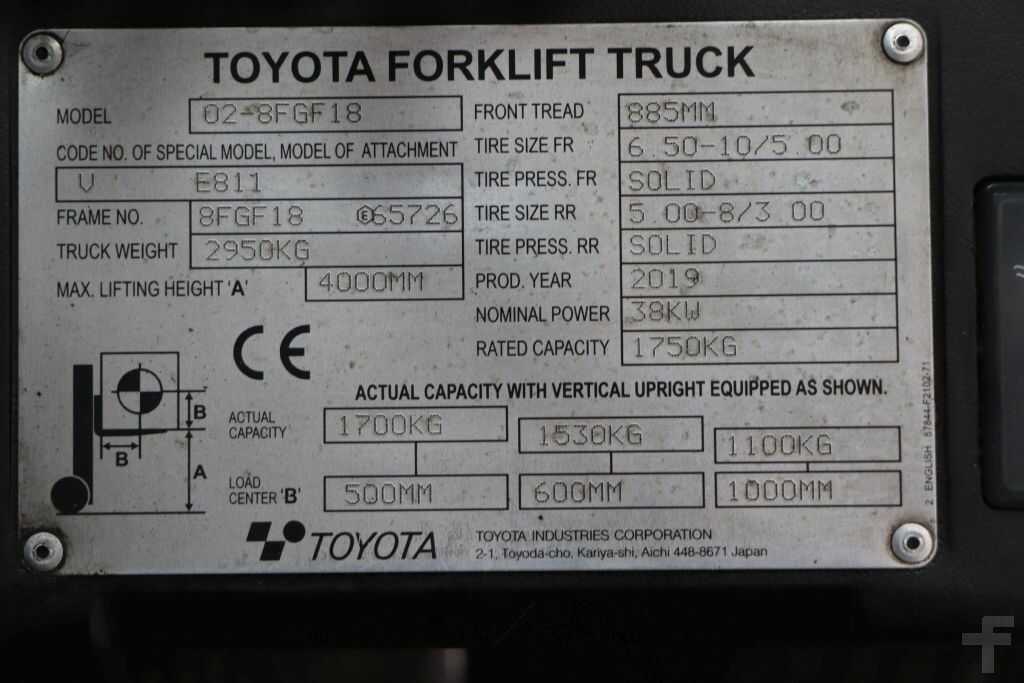 TOYOTA FORKLIFT TRUCK
MODEL 02-8FGF18
CODE NO. OF SPECIAL MODEL, MODEL OF ATTACHMENT
V E811
FRAME NO. 8FGF18 Ⓔ65726
TRUCK WEIGHT 2950KG
MAX. LIFTING HEIGHT 'A' 4000MM
FRONT TREAD 885MM
TIRE SIZE FR 6.50-10/5.00
TIRE PRESS. FR SOLID
TIRE SIZE RR 5.00-8/3.00
TIRE PRESS. RR SOLID
PROD. YEAR 2019
NOMINAL POWER 38KW
RATED CAPACITY 1750KG
CE
ACTUAL CAPACITY WITH VERTICAL UPRIGHT EQUIPPED AS SHOWN.
B
B
A
ACTUAL
CAPACITY 1700KG 1530KG 1100KG
LOAD
CENTER 'B' 500MM 600MM 1000MM
TOYOTA
TOYOTA INDUSTRIES CORPORATION
2-1, Toyoda-cho, Kariya-shi, Aichi 448-8671 Japan
2 ENGLISH 57844-F2102-71